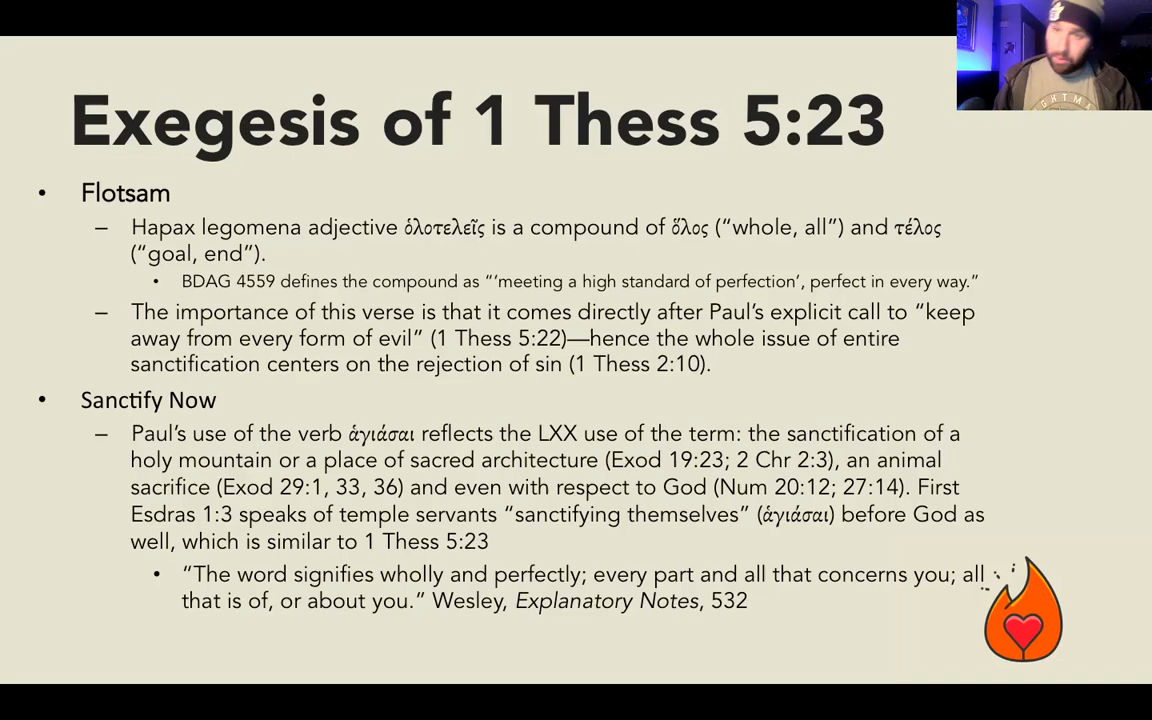 Exegesis of 1 Thess 5:23
• Flotsam
– Hapax legomena adjective ὁλοτελεῖς is a compound of ὅλος (“whole, all”) and τέλος
(“goal, end”).
• BDAG 4559 defines the compound as “‘meeting a high standard of perfection’, perfect in every way.”
– The importance of this verse is that it comes directly after Paul’s explicit call to “keep
away from every form of evil” (1 Thess 5:22)—hence the whole issue of entire
sanctification centers on the rejection of sin (1 Thess 2:10).
• Sanctify Now
– Paul’s use of the verb ἁγιάσαι reflects the LXX use of the term: the sanctification of a
holy mountain or a place of sacred architecture (Exod 19:23; 2 Chr 2:3), an animal
sacrifice (Exod 29:1, 33, 36) and even with respect to God (Num 20:12; 27:14). First
Esdras 1:3 speaks of temple servants “sanctifying themselves” (ἁγιάσαι) before God as
well, which is similar to 1 Thess 5:23
• “The word signifies wholly and perfectly; every part and all that concerns you; all
that is of, or about you.” Wesley, Explanatory Notes, 532